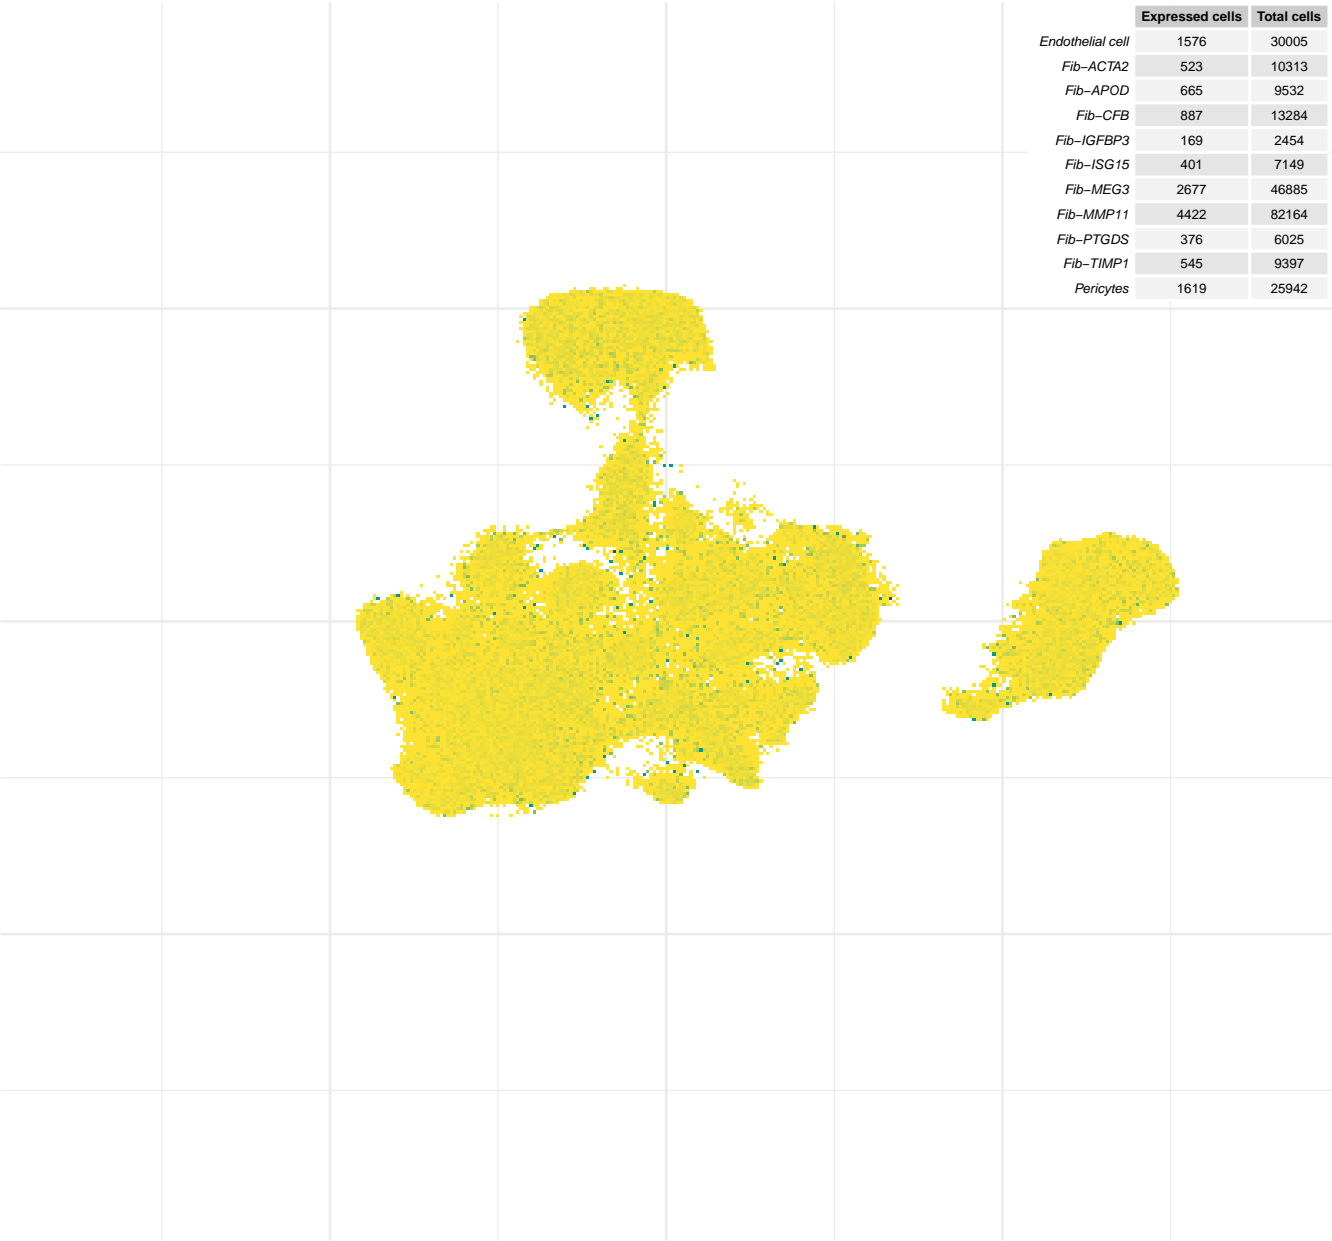 Expressed cells Total cells
Endothelial cell 1576 30005
Fib−ACTA2 523 10313
Fib−APOD 665 9532
Fib−CFB 887 13284
Fib−IGFBP3 169 2454
Fib−ISG15 401 7149
Fib−MEG3 2677 46885
Fib−MMP11 4422 82164
Fib−PTGDS 376 6025
Fib−TIMP1 545 9397
Pericytes 1619 25942